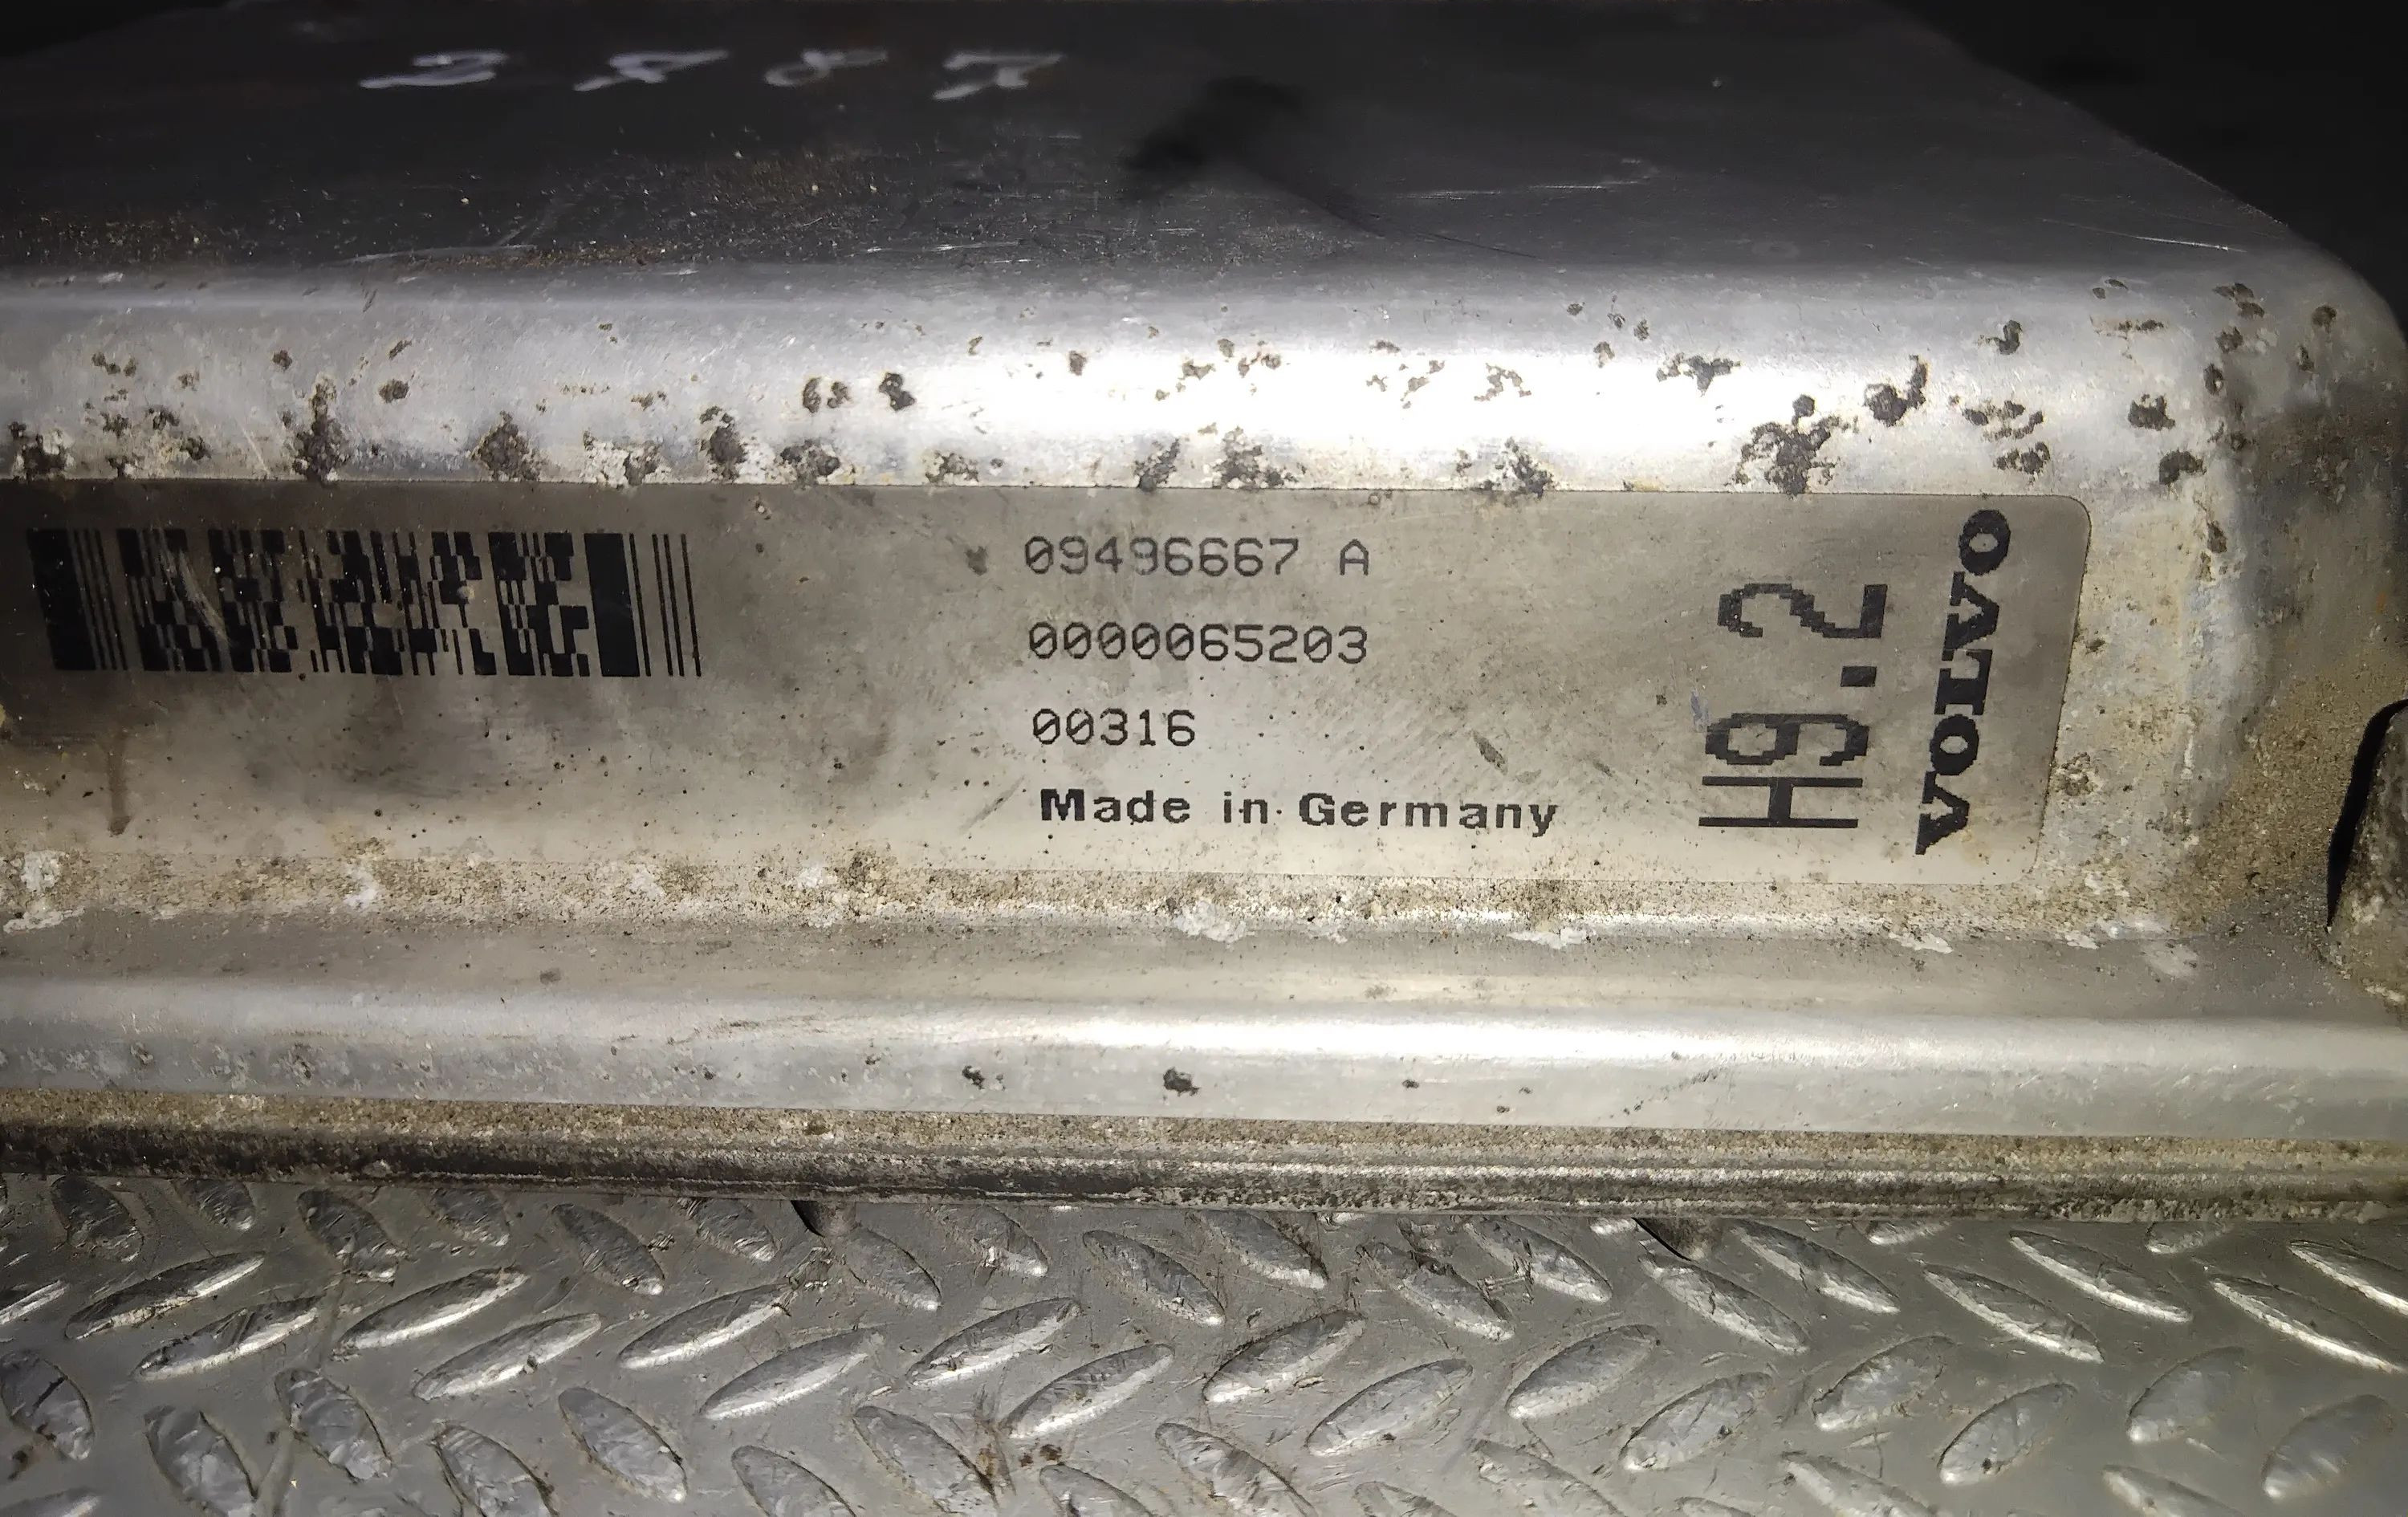 09496667 A
0000065203
00316
Made in Germany
H9.2
VOLVO